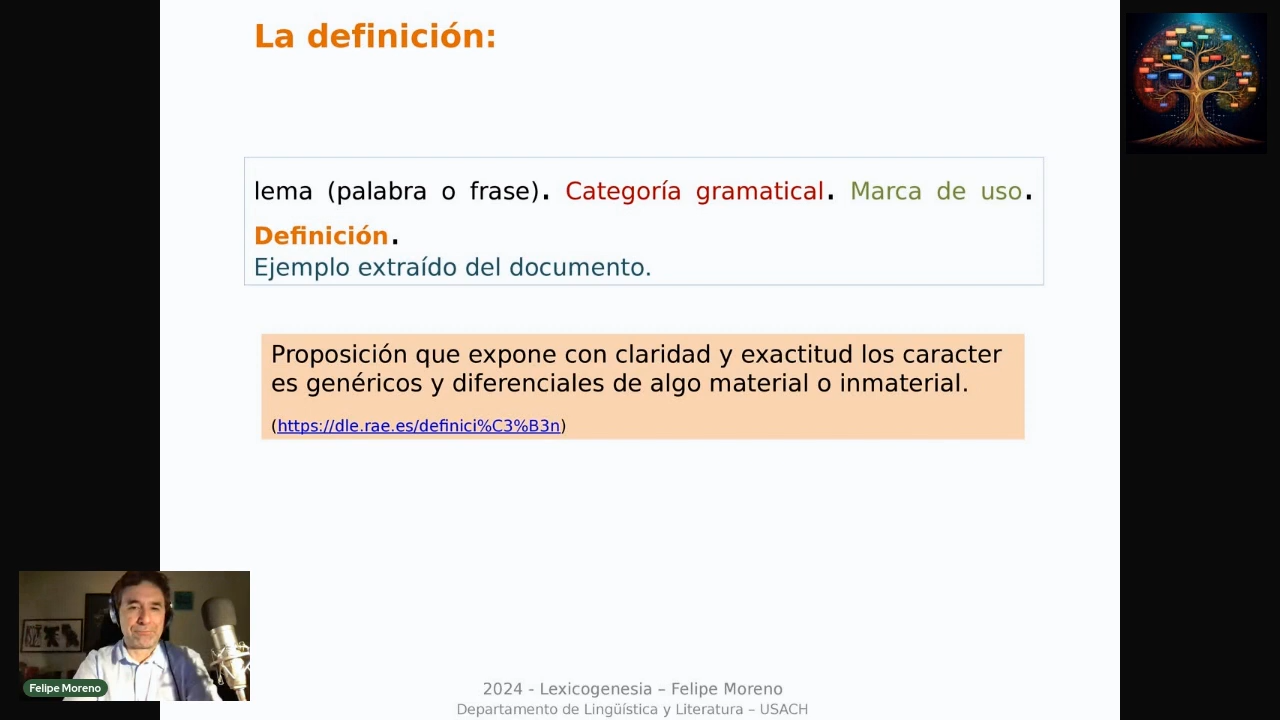 La definición:
lema (palabra o frase). Categoría gramatical. Marca de uso.
Definición.
Ejemplo extraído del documento.
Proposición que expone con claridad y exactitud los caracter
es genéricos y diferenciales de algo material o inmaterial.
(https://dle.rae.es/definici%C3%B3n)
Felipe Moreno
2024 - Lexicogenesia – Felipe Moreno
Departamento de Lingüística y Literatura – USACH